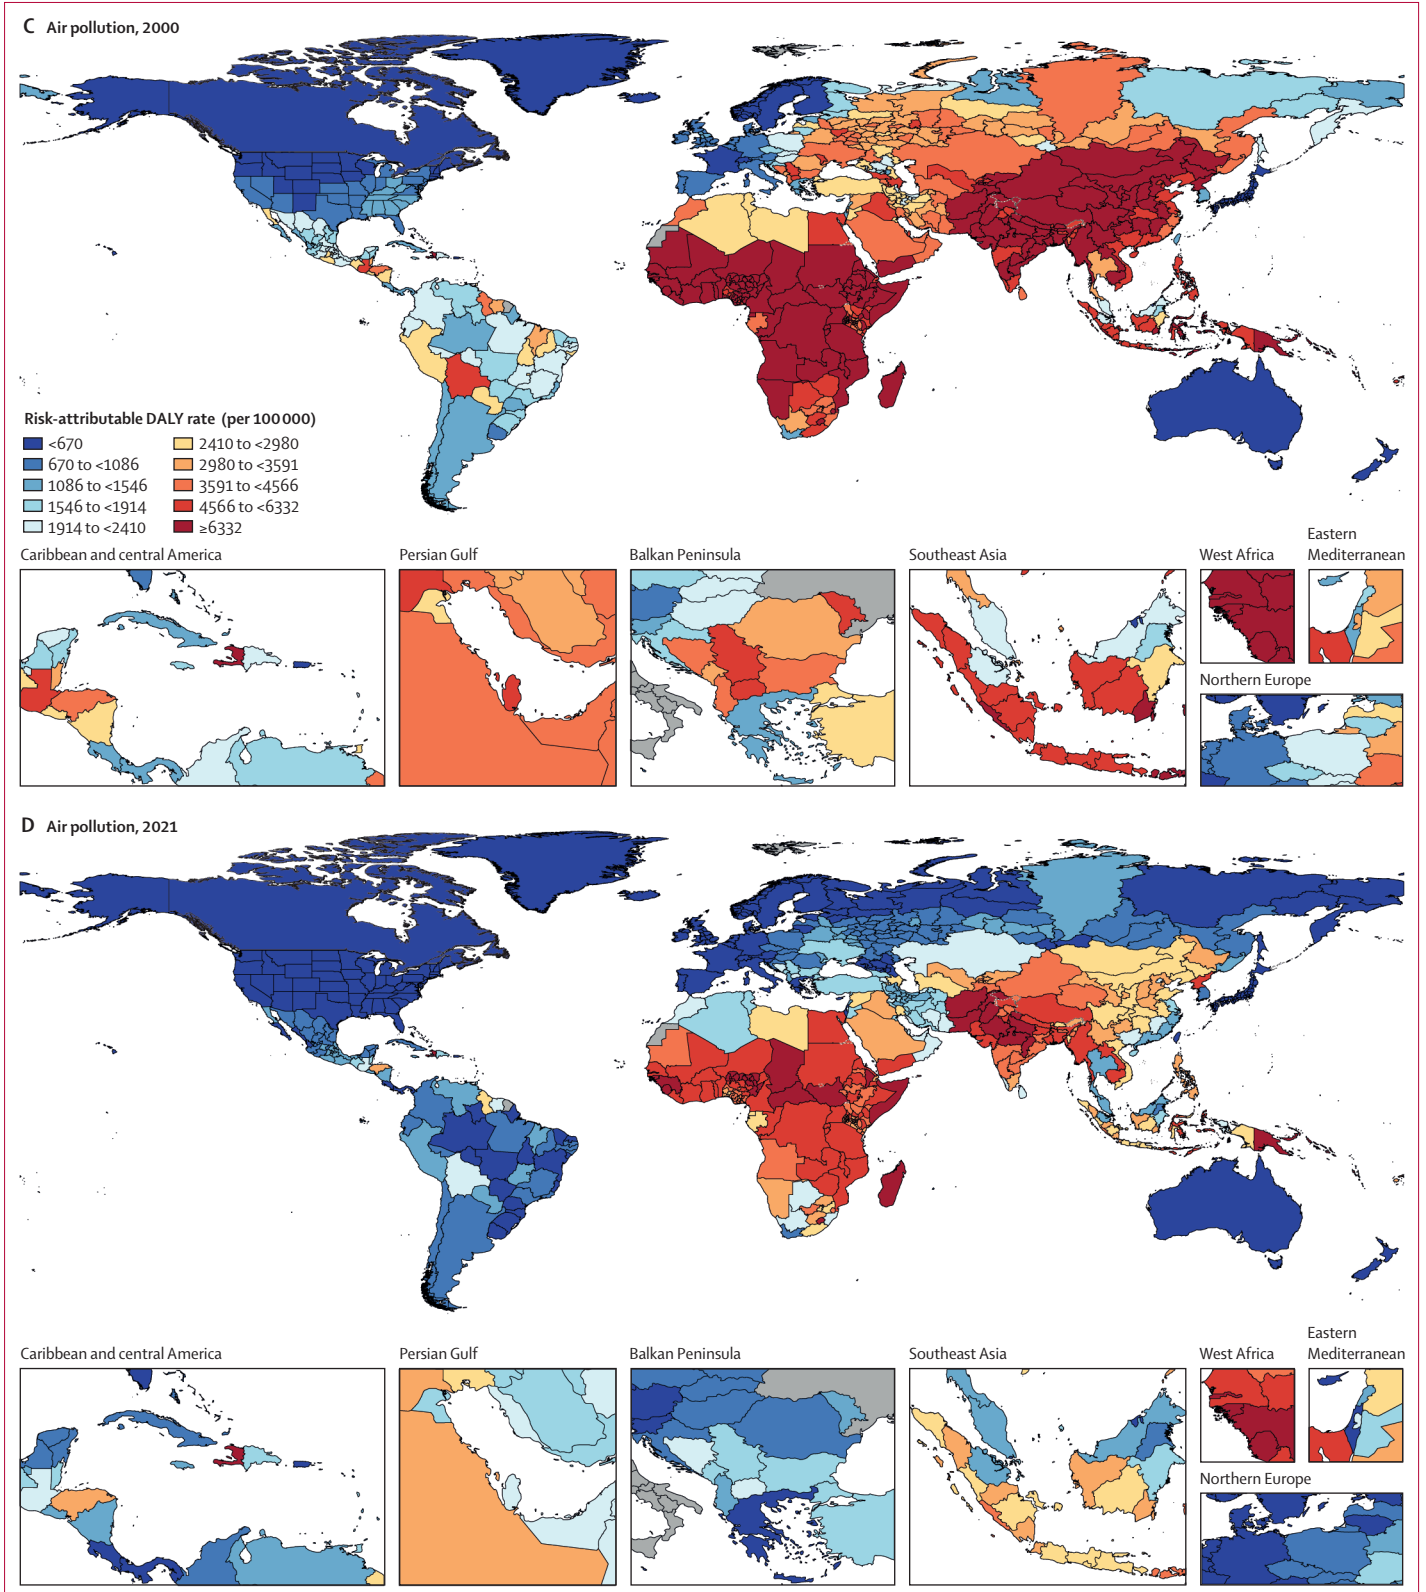 C Air pollution, 2000
Risk-attributable DALY rate (per 100 000)
<670
670 to <1086
1086 to <1546
1546 to <1914
1914 to <2410
2410 to <2980
2980 to <3591
3591 to <4566
4566 to <6332
≥6332
Caribbean and central America
Persian Gulf
Balkan Peninsula
Southeast Asia
West Africa
Eastern
Mediterranean
Northern Europe
D Air pollution, 2021
Caribbean and central America
Persian Gulf
Balkan Peninsula
Southeast Asia
West Africa
Eastern
Mediterranean
Northern Europe